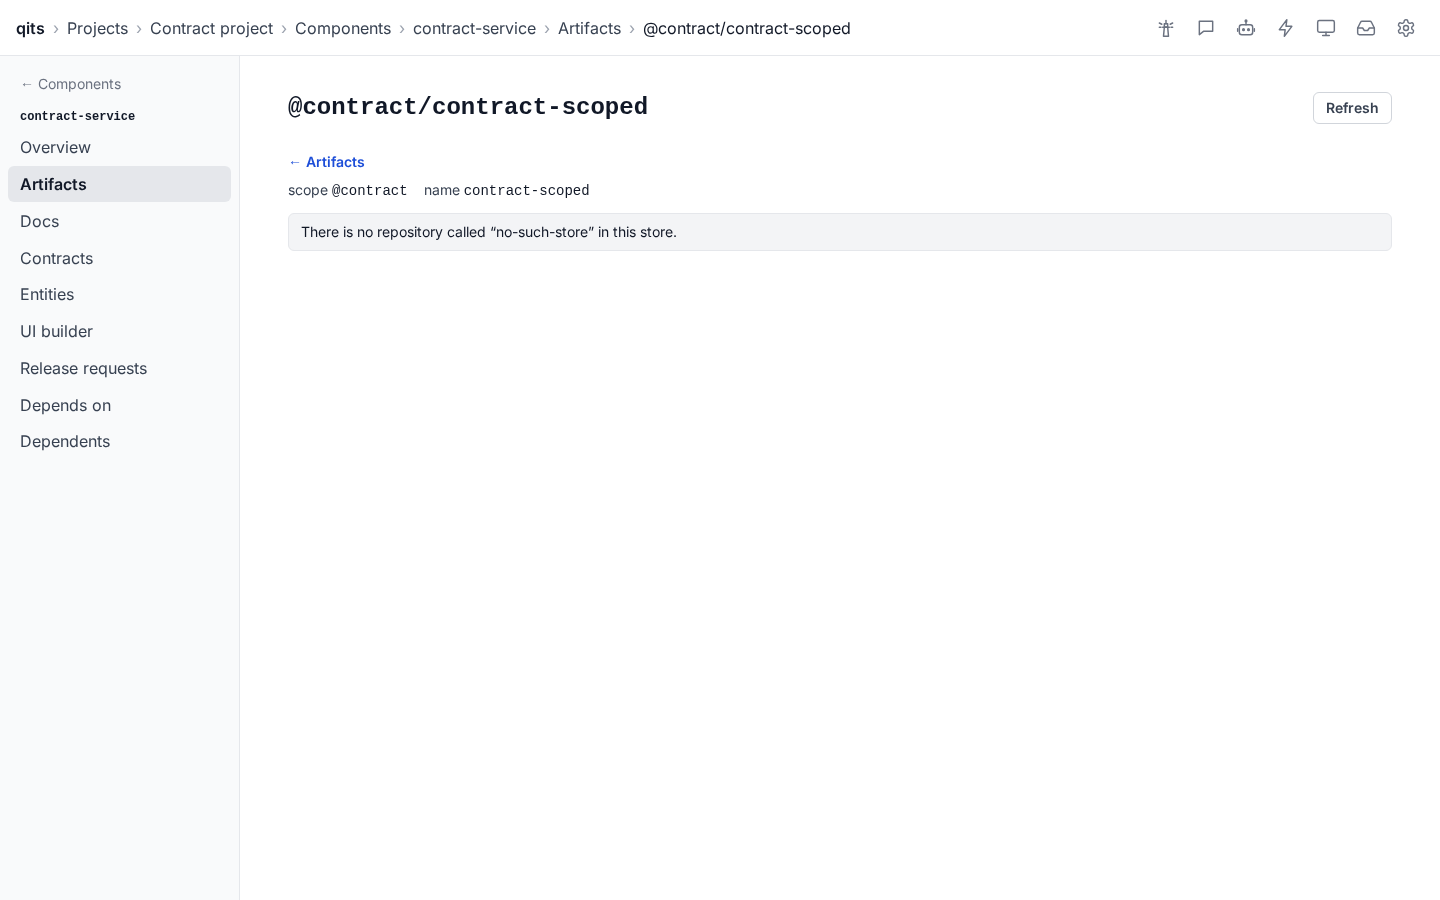 qits › Projects › Contract project › Components › contract-service › Artifacts › @contract/contract-scoped
← Components
contract-service
Overview
Artifacts
Docs
Contracts
Entities
UI builder
Release requests
Depends on
Dependents
@contract/contract-scoped
Refresh
← Artifacts
scope @contract name contract-scoped
There is no repository called “no-such-store” in this store.